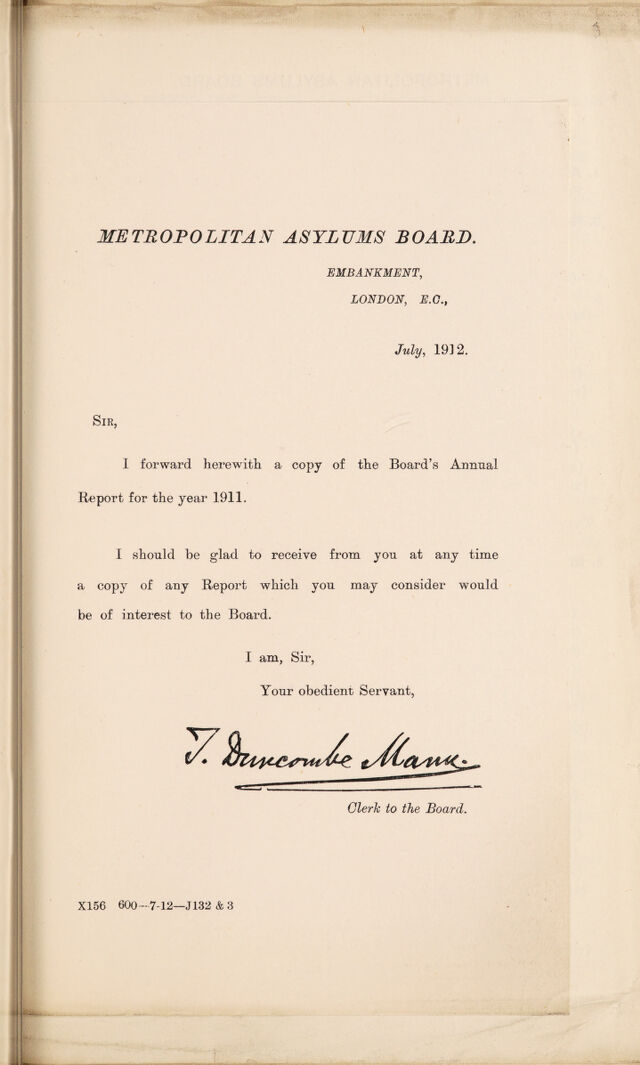 METROPOLITAN ASYLUMS BOARD.
EMBANKMENT,
LONDON, E.C.,
July, 1912.
SIR,
I forward herewith a copy of the Board's Annual
Report for the year 1911.
I should be glad to receive from you at any time
a copy of any Report which you may consider would
be of interest to the Board.
I am, Sir,
Your obedient Servant,
T. Duncombe Mann.
Clerk to the Board.
X156 600—7-12—J132 & 3